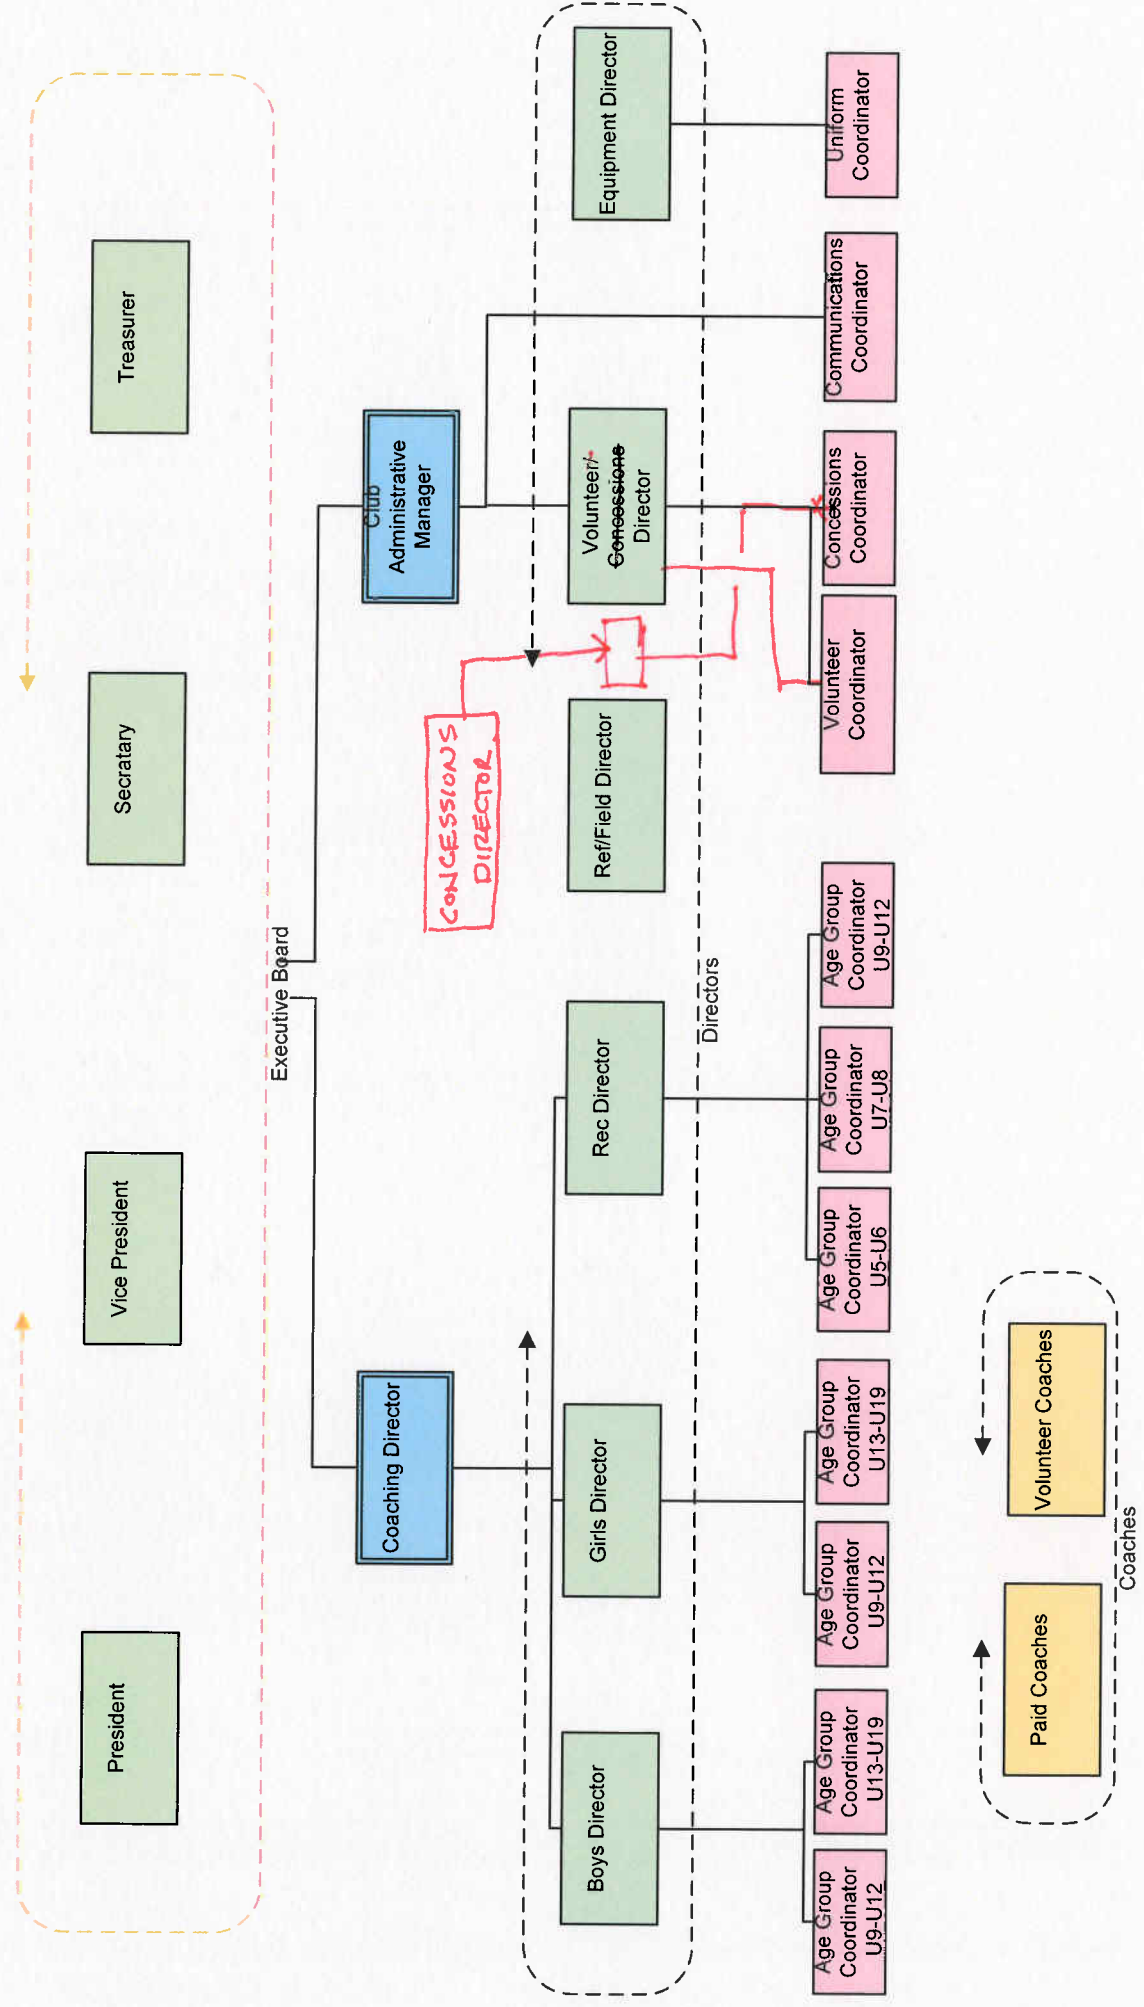 President
Vice President
Secratary
Treasurer
Executive Board
Coaching Director
Club
Administrative
Manager
CONCESSIONS
DIRECTOR
Boys Director
Girls Director
Rec Director
Ref/Field Director
Volunteer/
Concessions
Director
Equipment Director
Directors
Age Group
Coordinator
U9-U12
Age Group
Coordinator
U13-U19
Age Group
Coordinator
U9-U12
Age Group
Coordinator
U13-U19
Age Group
Coordinator
U5-U6
Age Group
Coordinator
U7-U8
Age Group
Coordinator
U9-U12
Volunteer
Coordinator
Concessions
Coordinator
Communications
Coordinator
Uniform
Coordinator
Paid Coaches
Volunteer Coaches
Coaches